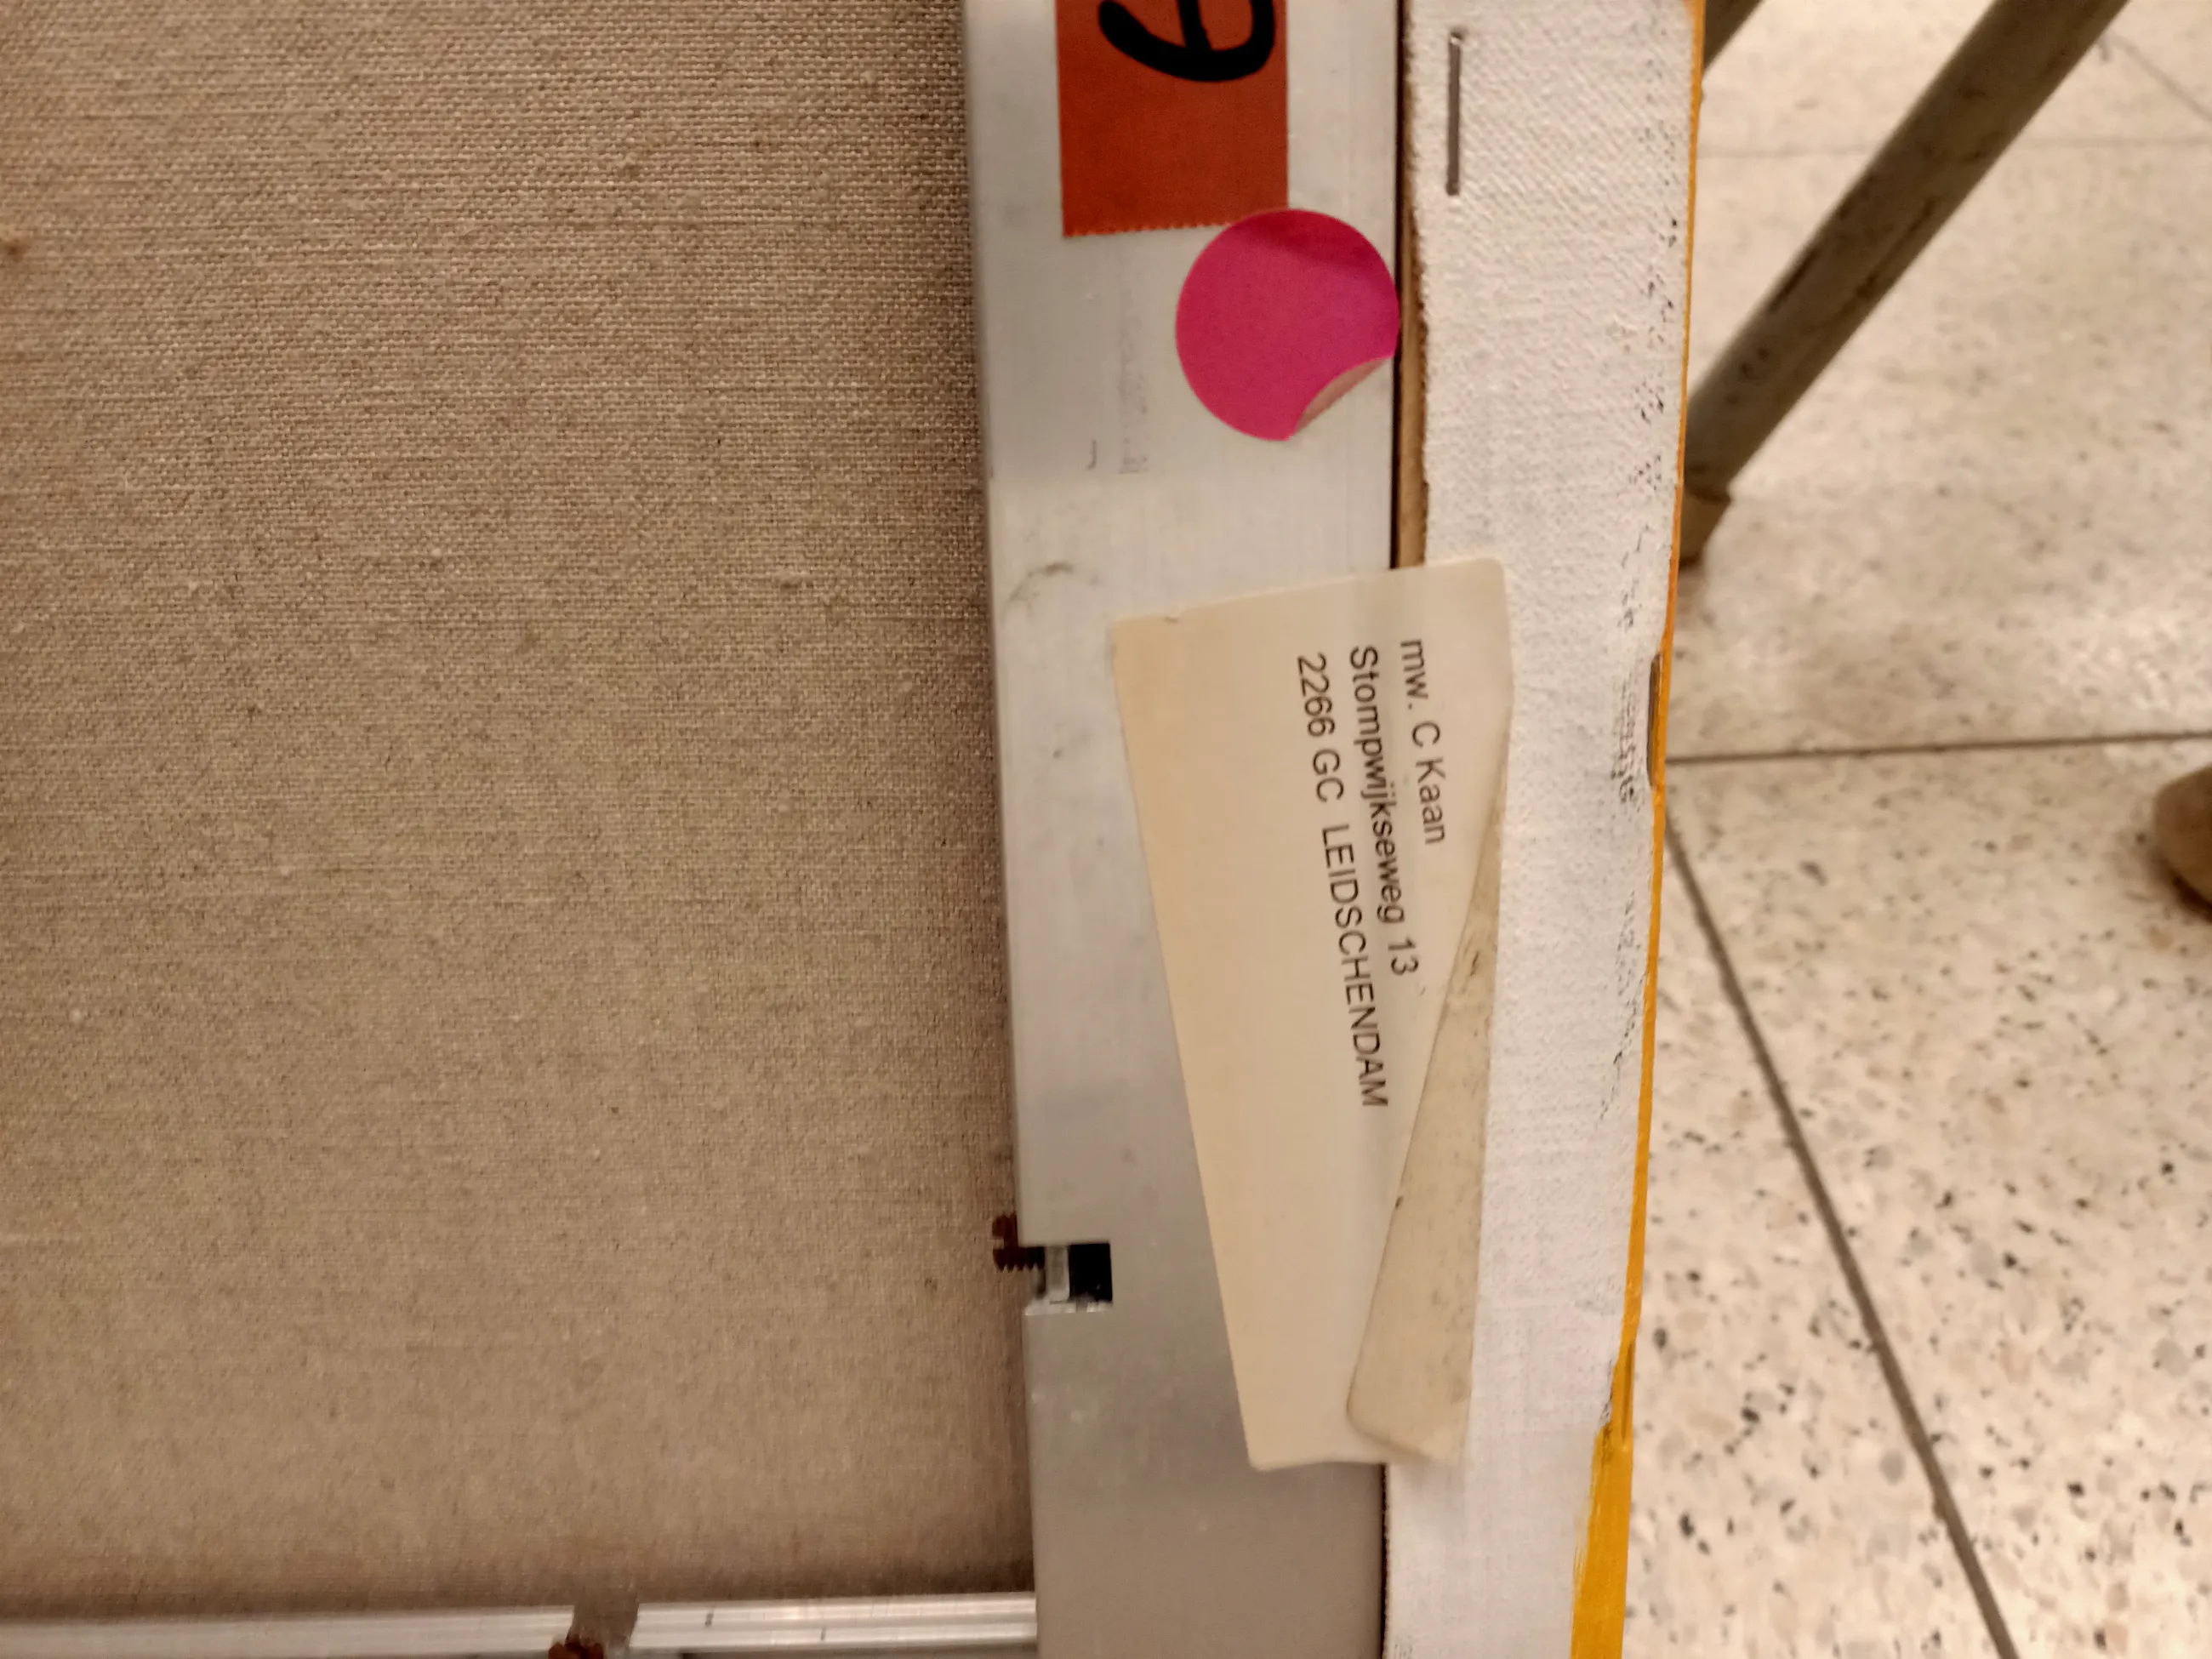 mw. C Kaan
Stompwijkseweg 13
2266 GC LEIDSCHENDAM